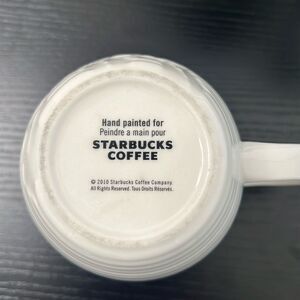 Hand painted for
Peindre a main pour
STARBUCKS
COFFEE
© 2010 Starbucks Coffee Company.
All Rights Reserved. Tous Droits Réservés.